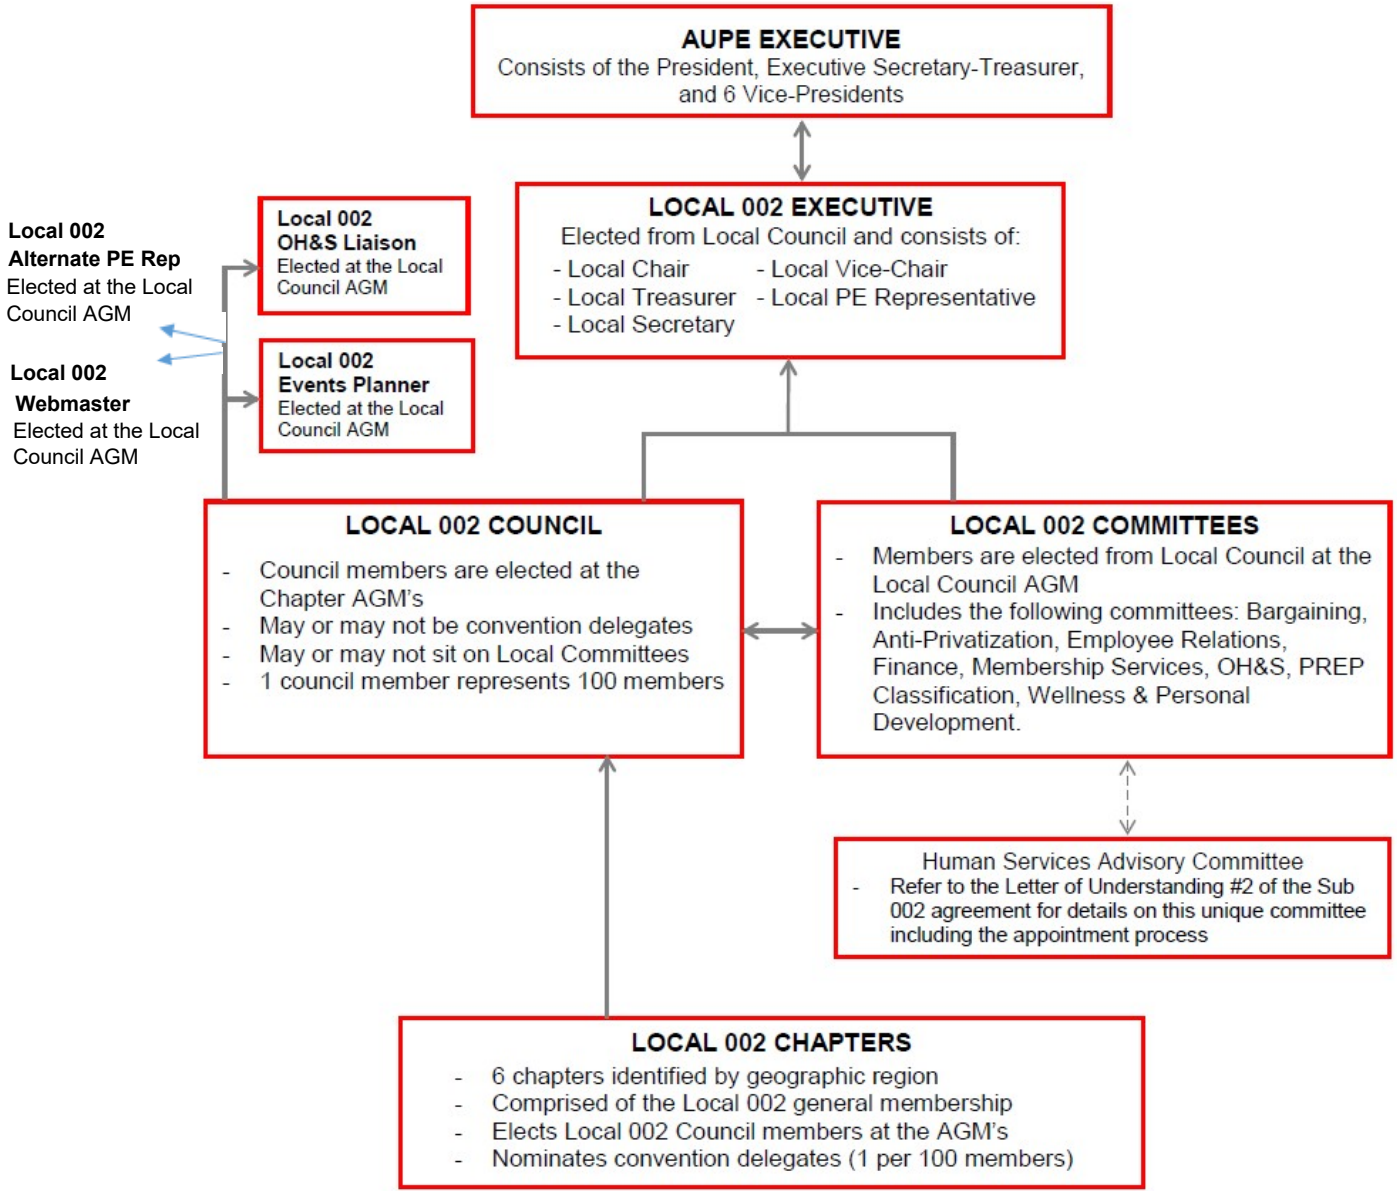 AUPE EXECUTIVE
Consists of the President, Executive Secretary-Treasurer,
and 6 Vice-Presidents
LOCAL 002 EXECUTIVE
Elected from Local Council and consists of:
- Local Chair - Local Vice-Chair
- Local Treasurer - Local PE Representative
- Local Secretary
Local 002
OH&S Liaison
Elected at the Local
Council AGM
Local 002
Alternate PE Rep
Elected at the Local
Council AGM
Local 002
Events Planner
Elected at the Local
Council AGM
Local 002
Webmaster
Elected at the Local
Council AGM
LOCAL 002 COUNCIL
- Council members are elected at the
Chapter AGM's
- May or may not be convention delegates
- May or may not sit on Local Committees
- 1 council member represents 100 members
LOCAL 002 COMMITTEES
- Members are elected from Local Council at the
Local Council AGM
- Includes the following committees: Bargaining,
Anti-Privatization, Employee Relations,
Finance, Membership Services, OH&S, PREP
Classification, Wellness & Personal
Development.
Human Services Advisory Committee
- Refer to the Letter of Understanding #2 of the Sub
002 agreement for details on this unique committee
including the appointment process
LOCAL 002 CHAPTERS
- 6 chapters identified by geographic region
- Comprised of the Local 002 general membership
- Elects Local 002 Council members at the AGM's
- Nominates convention delegates (1 per 100 members)